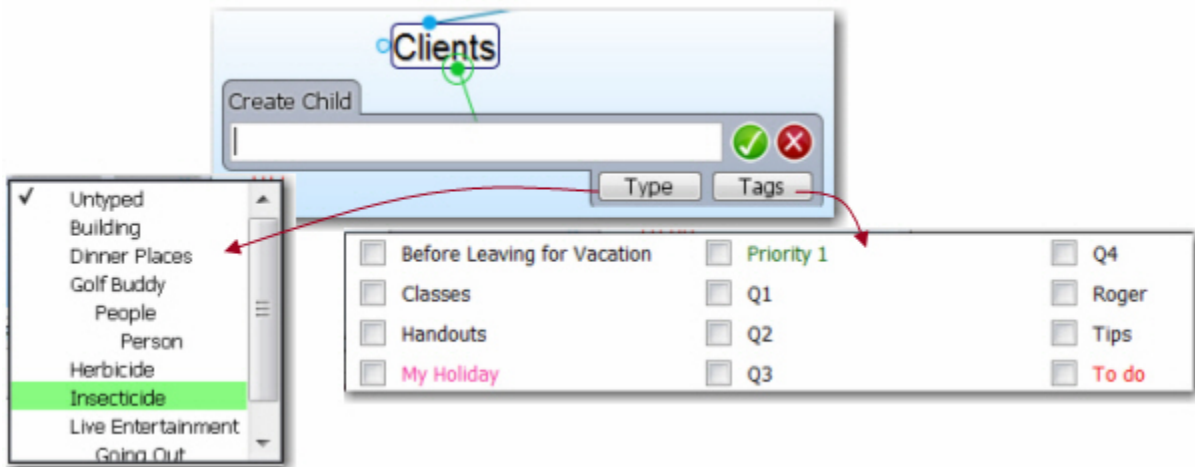 Clients
Create Child
Type Tags
Untyped
Building
Dinner Places
Golf Buddy
People
Person
Herbicide
Insecticide
Live Entertainment
Going Out
Before Leaving for Vacation Priority 1 Q4
Classes Q1 Roger
Handouts Q2 Tips
My Holiday Q3 To do